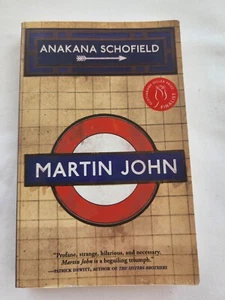 ANAKANA SCHOFIELD
FINALIST
MARTIN JOHN
"Profane, strange, hilarious, and necessary.
Martin John is a beguiling triumph."
—PATRICK DEWITT, AUTHOR OF THE SISTERS BROTHERS